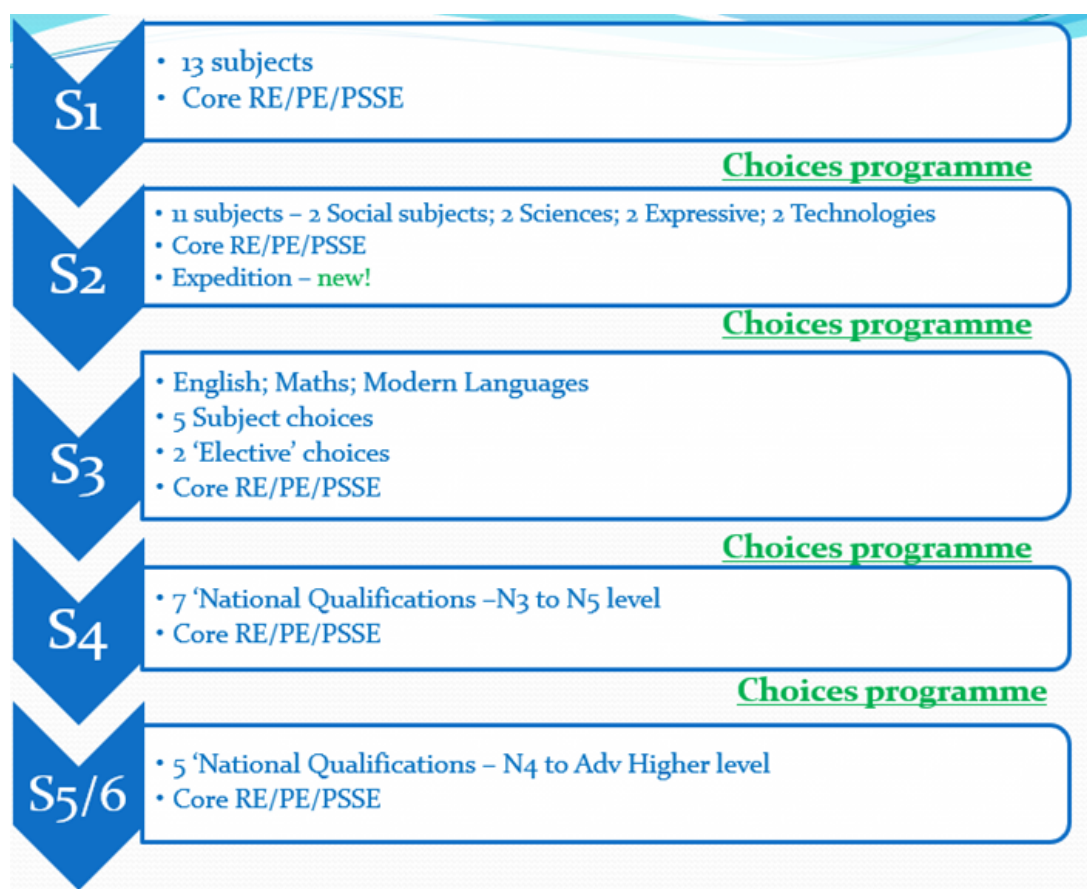 S1
• 13 subjects
• Core RE/PE/PSSE
Choices programme
S2
• 11 subjects – 2 Social subjects; 2 Sciences; 2 Expressive; 2 Technologies
• Core RE/PE/PSSE
• Expedition – new!
Choices programme
S3
• English; Maths; Modern Languages
• 5 Subject choices
• 2 ‘Elective’ choices
• Core RE/PE/PSSE
Choices programme
S4
• 7 ‘National Qualifications –N3 to N5 level
• Core RE/PE/PSSE
Choices programme
S5/6
• 5 ‘National Qualifications – N4 to Adv Higher level
• Core RE/PE/PSSE